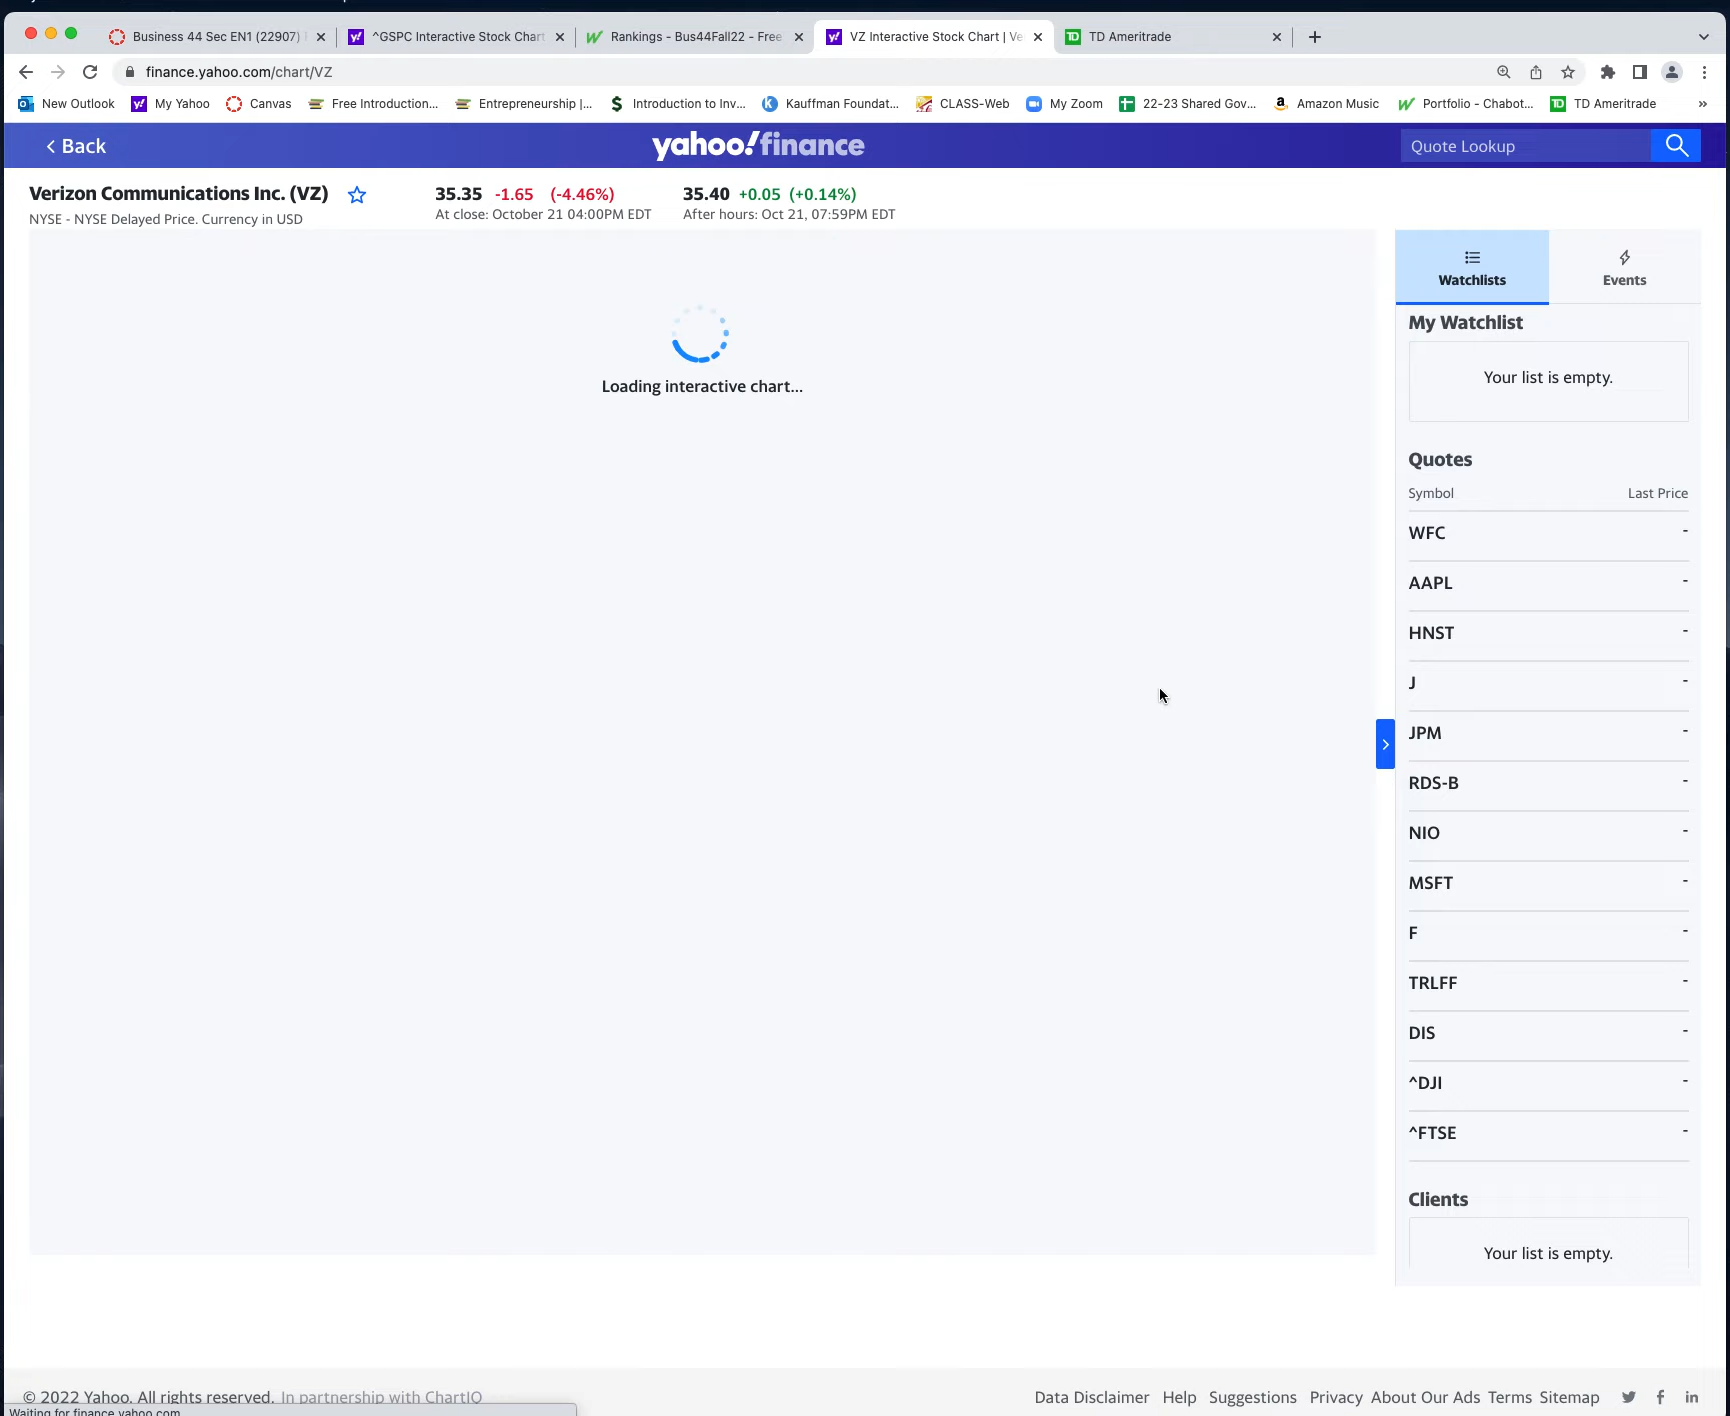 Business 44 Sec EN1 (22907)
^GSPC Interactive Stock Chart
Rankings - Bus44Fall22 - Free
VZ Interactive Stock Chart | Ve
TD Ameritrade
finance.yahoo.com/chart/VZ
New Outlook
My Yahoo
Canvas
Free Introduction...
Entrepreneurship |...
Introduction to Inv...
Kauffman Foundat...
CLASS-Web
My Zoom
22-23 Shared Gov...
Amazon Music
Portfolio - Chabot...
TD Ameritrade
»
< Back
yahoo!finance
Quote Lookup
Verizon Communications Inc. (VZ)
35.35 -1.65 (-4.46%)
35.40 +0.05 (+0.14%)
NYSE - NYSE Delayed Price. Currency in USD
At close: October 21 04:00PM EDT
After hours: Oct 21, 07:59PM EDT
Loading interactive chart...
Watchlists
Events
My Watchlist
Your list is empty.
Quotes
Symbol Last Price
WFC -
AAPL -
HNST -
J -
JPM -
RDS-B -
NIO -
MSFT -
F -
TRLFF -
DIS -
^DJI -
^FTSE -
Clients
Your list is empty.
© 2022 Yahoo. All rights reserved. In partnership with ChartIQ
Data Disclaimer Help Suggestions Privacy About Our Ads Terms Sitemap
Waiting for finance.yahoo.com